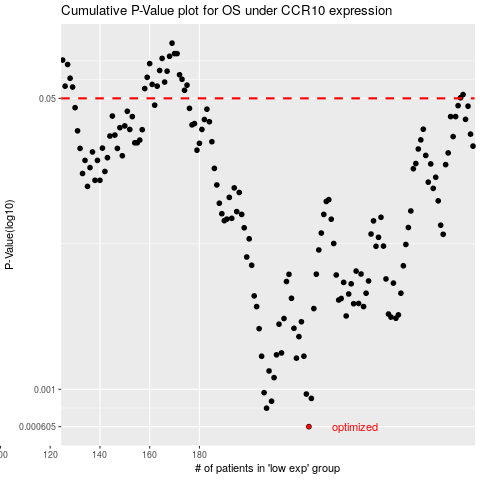 Cumulative P-Value plot for OS under CCR10 expression
0.05
P-Value(log10)
0.001
0.000605
optimized
00 120 140 160 180
# of patients in 'low exp' group